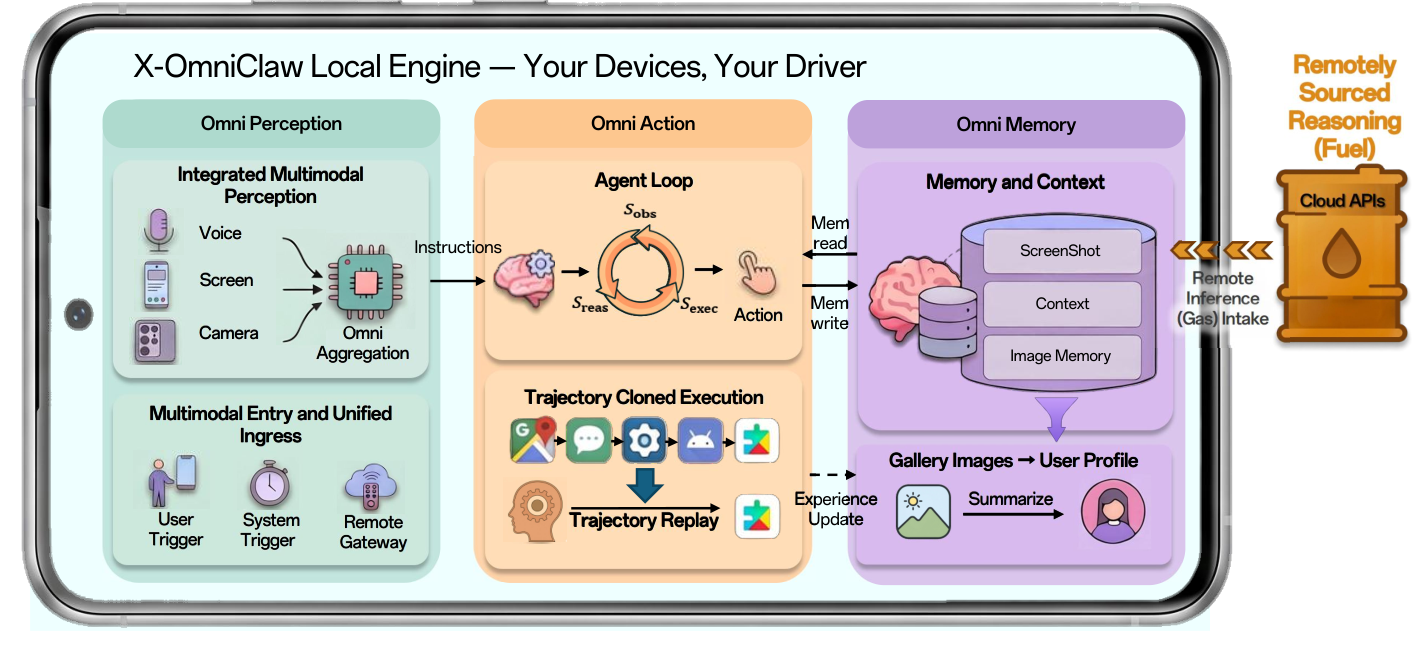 X-OmniClaw Local Engine — Your Devices, Your Driver
Omni Perception
Integrated Multimodal
Perception
Voice
Screen
Camera
Omni
Aggregation
Multimodal Entry and Unified
Ingress
User
Trigger
System
Trigger
Remote
Gateway
Instructions
Omni Action
Agent Loop
Sobs
Sreas
Sexec
Action
Trajectory Cloned Execution
G
Trajectory Replay
Mem
read
Mem
write
Experience
Update
Omni Memory
Memory and Context
ScreenShot
Context
Image Memory
Gallery Images → User Profile
Summarize
Remotely
Sourced
Reasoning
(Fuel)
Cloud APIs
Remote
Inference
(Gas) Intake